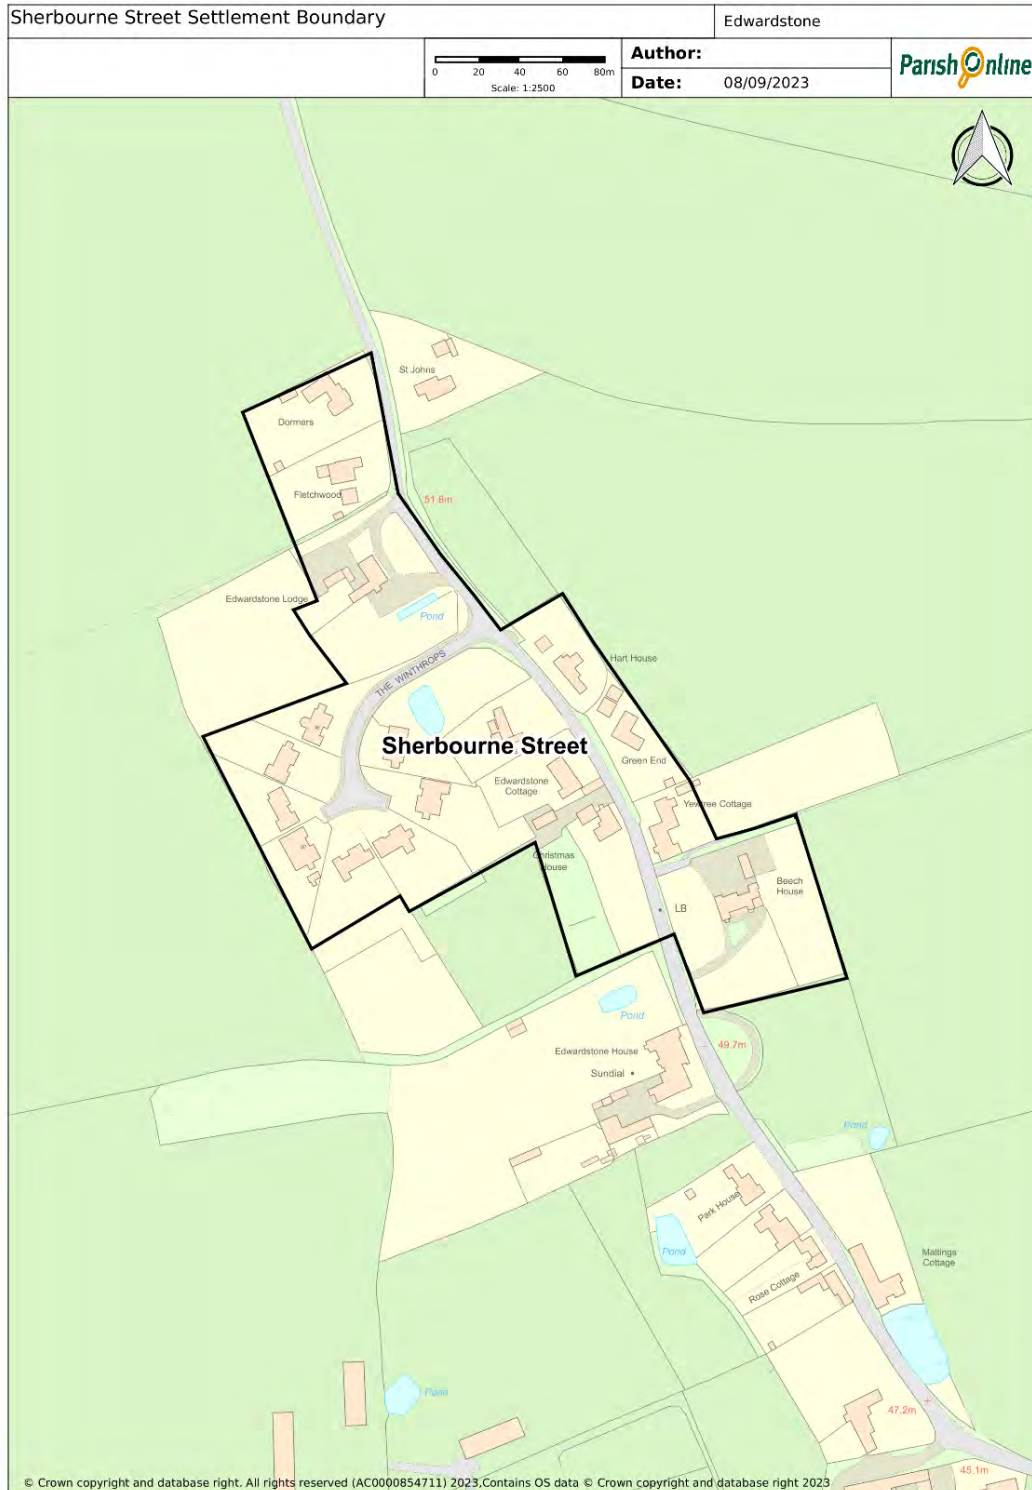 Sherbourne Street Settlement Boundary
Edwardstone
0 20 40 60 80m
Scale: 1:2500
Author:
Date: 08/09/2023
Parish Online
St Johns
Dormers
Fletchwood
51.8m
Edwardstone Lodge
Pond
THE WINTHROPS
Hart House
Sherbourne Street
Green End
Edwardstone
Cottage
Yewtree Cottage
Christmas
House
Beech
House
LB
Pond
49.7m
Edwardstone House
Sundial
Pond
Park House
Pond
Maltings
Cottage
Rose Cottage
Pond
47.2m
45.1m
© Crown copyright and database right. All rights reserved (AC0000854711) 2023,Contains OS data © Crown copyright and database right 2023